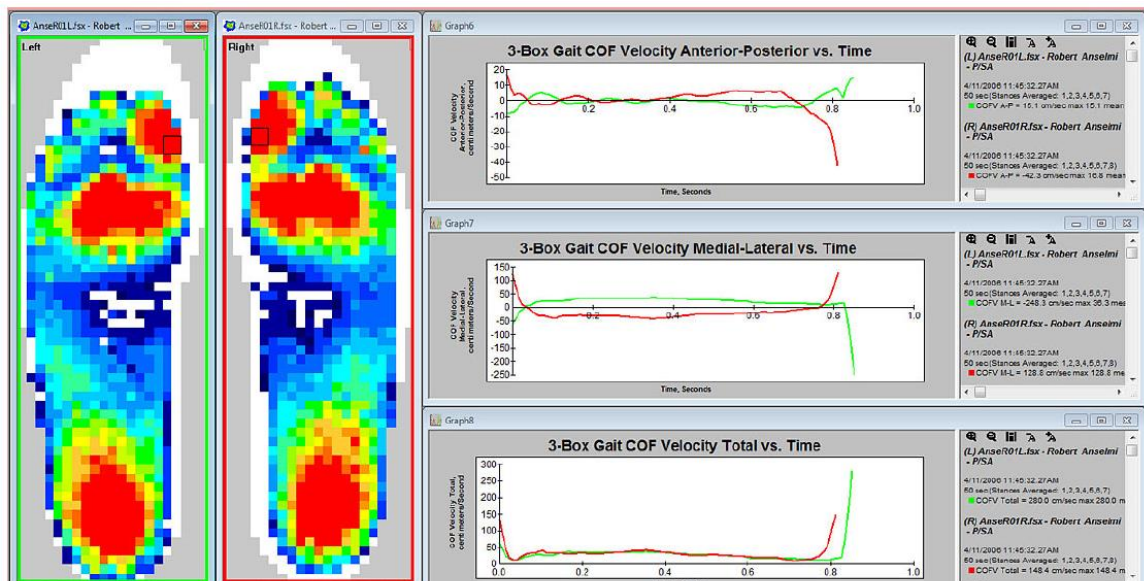 AnseR01L.fsx - Robert ...
Left
AnseR01R.fsx - Robert ...
Right
Graph6
3-Box Gait COF Velocity Anterior-Posterior vs. Time
COF Velocity
Anterior-Posterior,
centimeters/Second
20
10
0
-10
-20
-30
-40
-50
0.2
0.4
0.6
0.8
1.0
Time, Seconds
(L) AnseR01L.fsx - Robert Anselmi
- P/SA
4/11/2006 11:45:32.27AM
50 sec(Stances Averaged: 1,2,3,4,5,6,7)
COFV A-P = 15.1 cm/sec max 15.1 mean
(R) AnseR01R.fsx - Robert Anselmi
- P/SA
4/11/2006 11:45:32.27AM
50 sec(Stances Averaged: 1,2,3,4,5,6,7,8)
COFV A-P = -42.3 cm/sec max 16.8 mea
Graph7
3-Box Gait COF Velocity Medial-Lateral vs. Time
COF Velocity
Medial-Lateral,
centimeters/Second
150
100
50
0
-50
-100
-150
-200
-250
0.2
0.4
0.6
0.8
1.0
Time, Seconds
(L) AnseR01L.fsx - Robert Anselmi
- P/SA
4/11/2006 11:45:32.27AM
50 sec(Stances Averaged: 1,2,3,4,5,6,7)
COFV M-L = -248.3 cm/sec max 36.3 mea
(R) AnseR01R.fsx - Robert Anselmi
- P/SA
4/11/2006 11:45:32.27AM
50 sec(Stances Averaged: 1,2,3,4,5,6,7,8)
COFV M-L = 128.8 cm/sec max 128.8 me
Graph8
3-Box Gait COF Velocity Total vs. Time
COF Velocity Total,
centimeters/Second
300
250
200
150
100
50
0
0.0
0.2
0.4
0.6
0.8
1.0
(L) AnseR01L.fsx - Robert Anselmi
- P/SA
4/11/2006 11:45:32.27AM
50 sec(Stances Averaged: 1,2,3,4,5,6,7)
COFV Total = 280.0 cm/sec max 280.0 m
(R) AnseR01R.fsx - Robert Anselmi
- P/SA
4/11/2006 11:45:32.27AM
50 sec(Stances Averaged: 1,2,3,4,5,6,7,8)
COFV Total = 148.4 cm/sec max 148.4 m